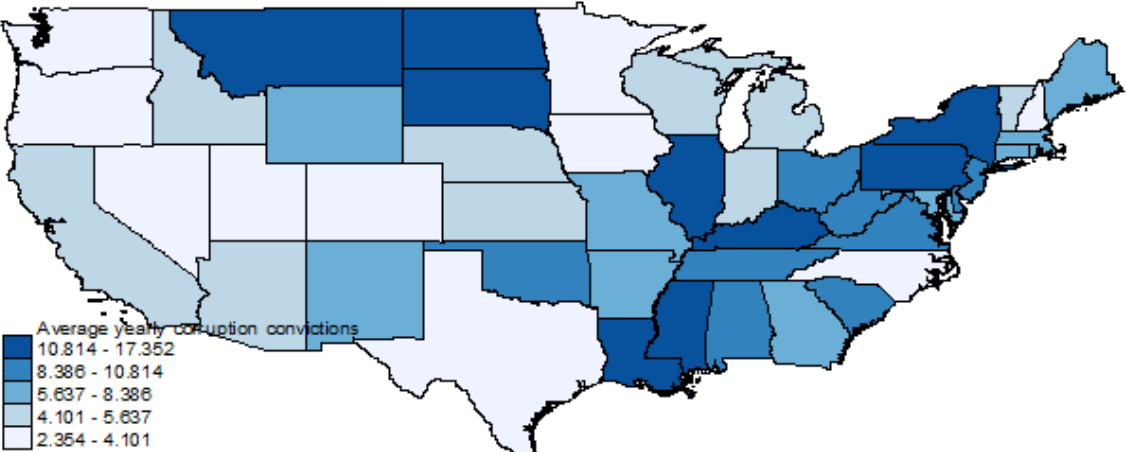 Average yearly corruption convictions
10.814 - 17.352
8.386 - 10.814
5.637 - 8.386
4.101 - 5.637
2.354 - 4.101